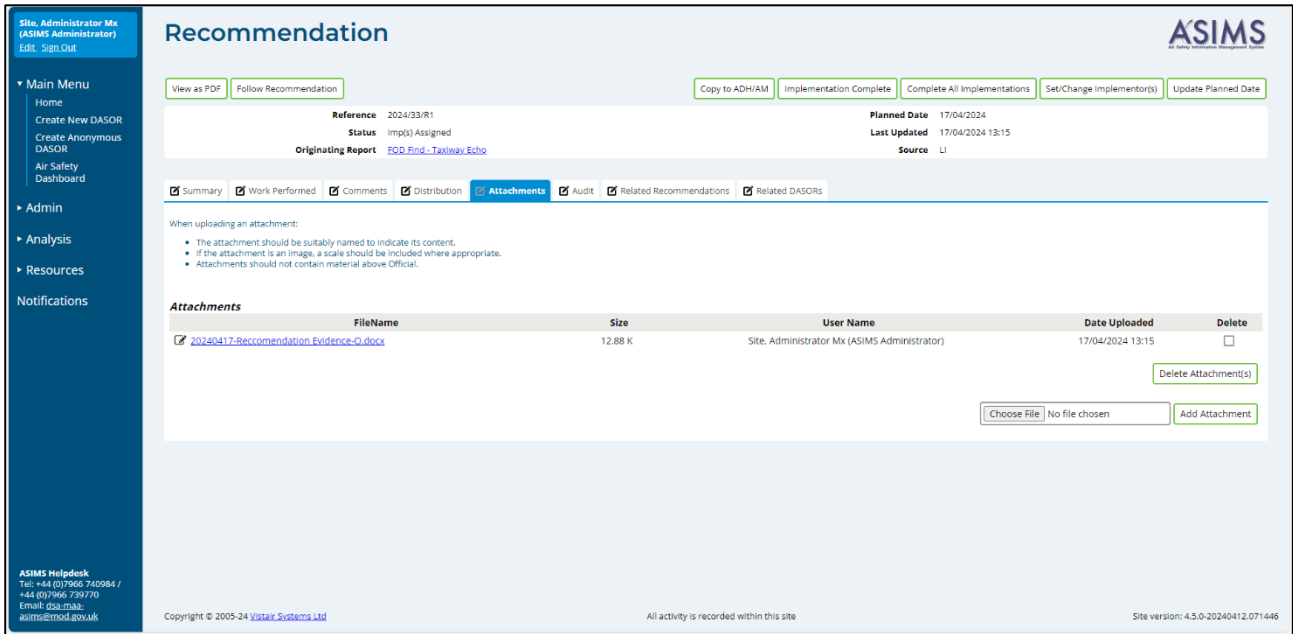 Site, Administrator Mx
(ASIMS Administrator)
Edit Sign Out
Main Menu
Home
Create New DASOR
Create Anonymous
DASOR
Air Safety
Dashboard
Admin
Analysis
Resources
Notifications
ASIMS Helpdesk
Tel: +44 (0)7966 740984 /
+44 (0)7966 739770
Email: dsa-maa-
asims@mod.gov.uk
Recommendation
ASIMS
Air Safety Information Management System
View as PDF Follow Recommendation Copy to ADH/AM Implementation Complete Complete All Implementations Set/Change Implementor(s) Update Planned Date
Reference 2024/33/R1 Planned Date 17/04/2024
Status Imp(s) Assigned Last Updated 17/04/2024 13:15
Originating Report FOD Find - Taxiway Echo Source LI
Summary Work Performed Comments Distribution Attachments Audit Related Recommendations Related DASORs
When uploading an attachment:
• The attachment should be suitably named to indicate its content.
• If the attachment is an image, a scale should be included where appropriate.
• Attachments should not contain material above Official.
Attachments
FileName Size User Name Date Uploaded Delete
20240417-Reccomendation Evidence-O.docx 12.88 K Site, Administrator Mx (ASIMS Administrator) 17/04/2024 13:15
Delete Attachment(s)
Choose File No file chosen Add Attachment
Copyright © 2005-24 Vistair Systems Ltd All activity is recorded within this site Site version: 4.5.0-20240412.071446